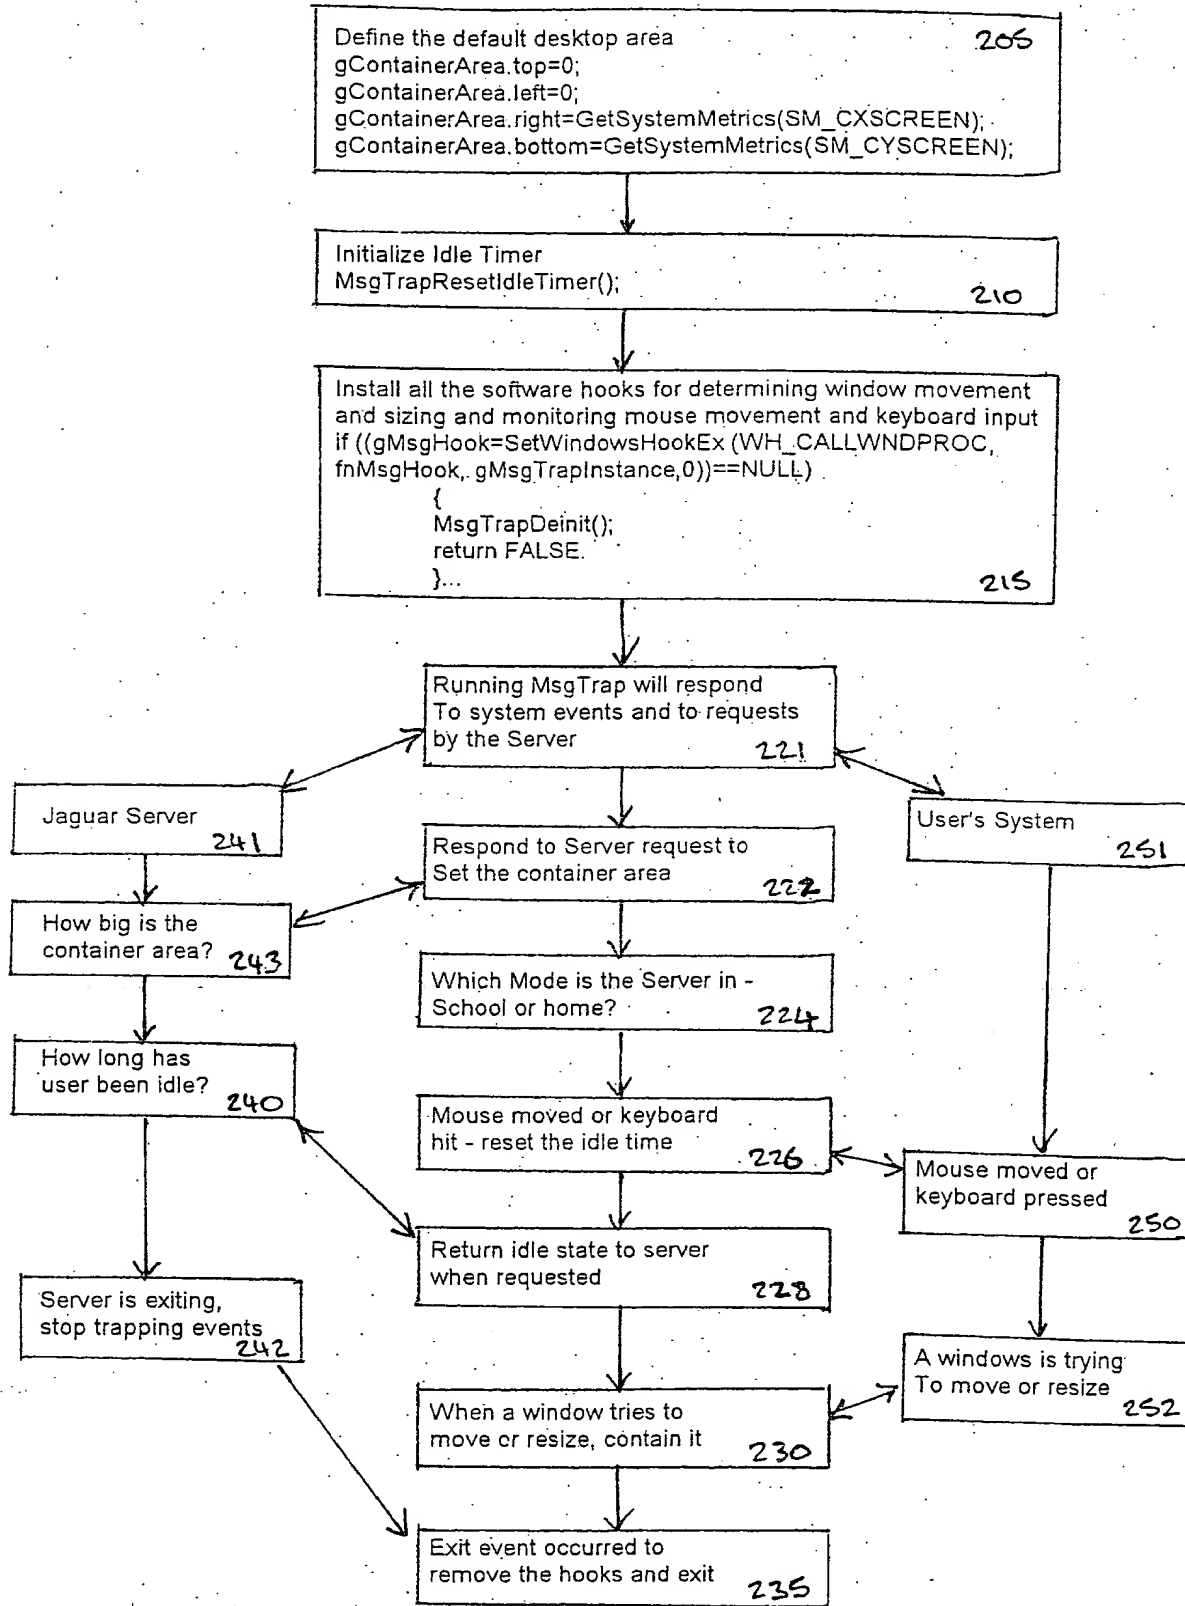 Define the default desktop area 205
gContainerArea.top=0;
gContainerArea.left=0;
gContainerArea.right=GetSystemMetrics(SM_CXSCREEN);
gContainerArea.bottom=GetSystemMetrics(SM_CYSCREEN);
Initialize Idle Timer
MsgTrapResetIdleTimer();
210
Install all the software hooks for determining window movement
and sizing and monitoring mouse movement and keyboard input
if ((gMsgHook=SetWindowsHookEx (WH_CALLWNDPROC,
fnMsgHook, gMsgTrapInstance,0))==NULL)
{
MsgTrapDeinit();
return FALSE.
}...
215
Running MsgTrap will respond
To system events and to requests
by the Server 221
Jaguar Server
241
User's System
251
Respond to Server request to
Set the container area 222
How big is the
container area? 243
Which Mode is the Server in -
School or home? 224
How long has
user been idle? 240
Mouse moved or keyboard
hit - reset the idle time 226
Mouse moved or
keyboard pressed
250
Return idle state to server
when requested 228
Server is exiting,
stop trapping events
242
A windows is trying
To move or resize
252
When a window tries to
move or resize, contain it
230
Exit event occurred to
remove the hooks and exit
235